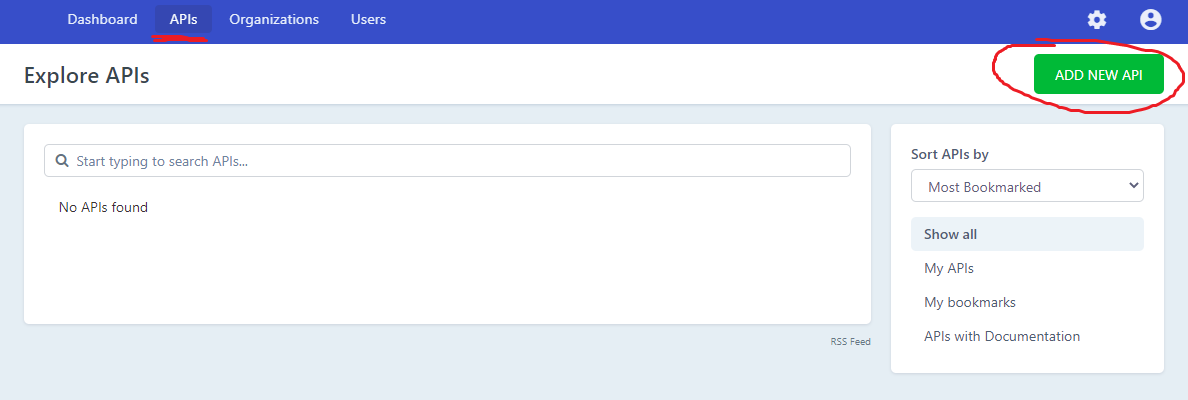 Dashboard APIs Organizations Users
Explore APIs
ADD NEW API
Start typing to search APIs...
No APIs found
RSS Feed
Sort APIs by
Most Bookmarked
Show all
My APIs
My bookmarks
APIs with Documentation